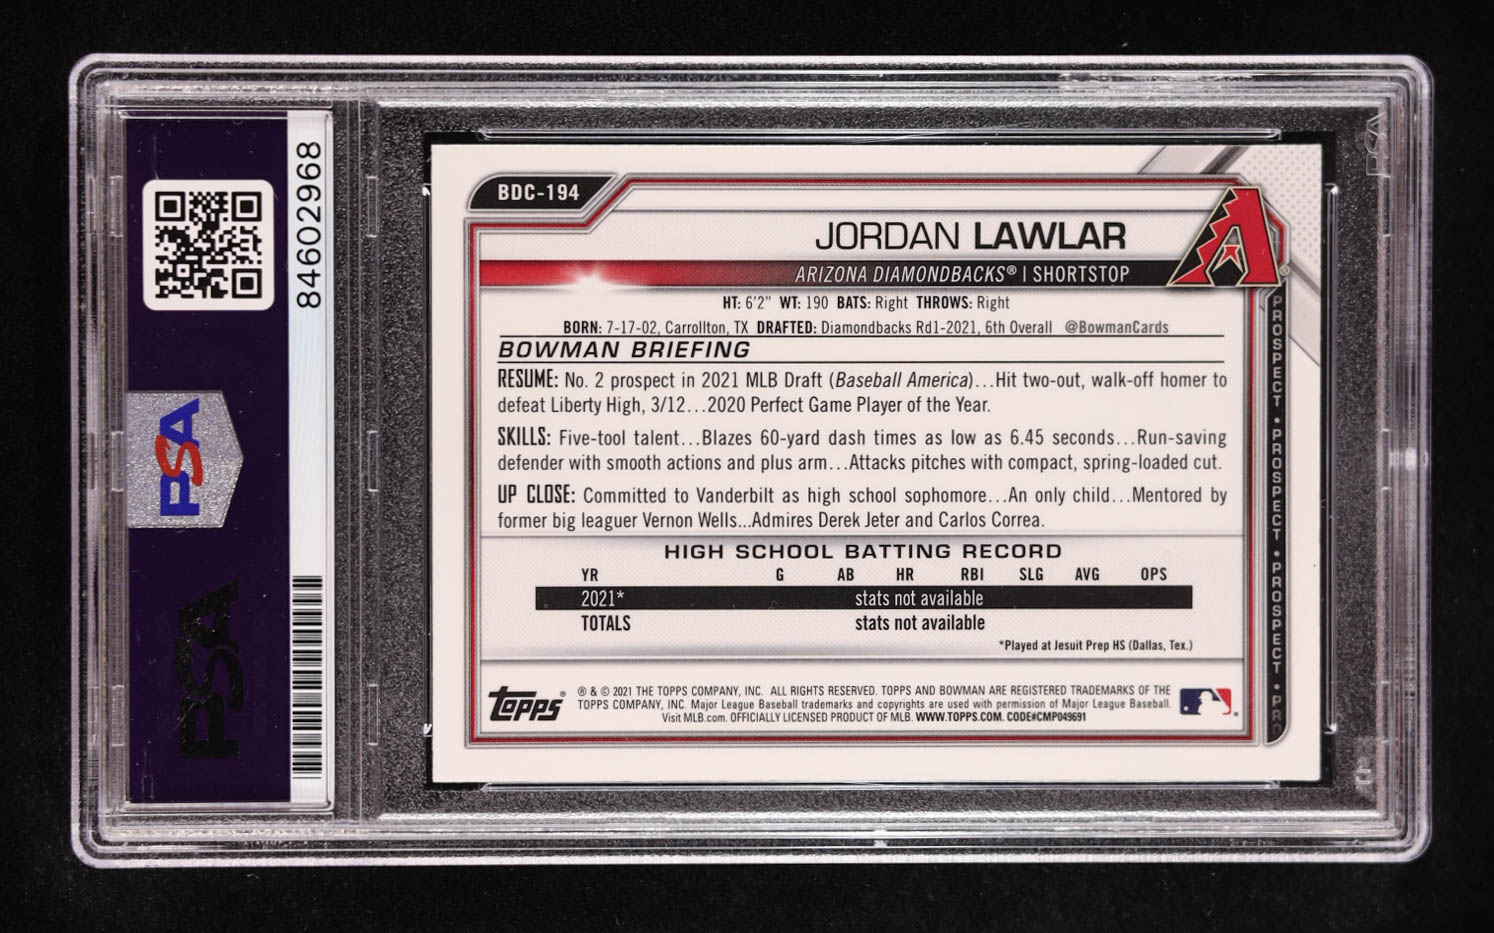 84602968
PSA
PSA
BDC-194
JORDAN LAWLAR
ARIZONA DIAMONDBACKS® | SHORTSTOP
HT: 6'2" WT: 190 BATS: Right THROWS: Right
BORN: 7-17-02, Carrollton, TX DRAFTED: Diamondbacks Rd1-2021, 6th Overall @BowmanCards
BOWMAN BRIEFING
RESUME: No. 2 prospect in 2021 MLB Draft (Baseball America)...Hit two-out, walk-off homer to
defeat Liberty High, 3/12...2020 Perfect Game Player of the Year.
SKILLS: Five-tool talent...Blazes 60-yard dash times as low as 6.45 seconds...Run-saving
defender with smooth actions and plus arm...Attacks pitches with compact, spring-loaded cut.
UP CLOSE: Committed to Vanderbilt as high school sophomore...An only child...Mentored by
former big leaguer Vernon Wells...Admires Derek Jeter and Carlos Correa.
HIGH SCHOOL BATTING RECORD
YR G AB HR RBI SLG AVG OPS
2021* stats not available
TOTALS stats not available
*Played at Jesuit Prep HS (Dallas, Tex.)
Topps®
® & © 2021 THE TOPPS COMPANY, INC. ALL RIGHTS RESERVED. TOPPS AND BOWMAN ARE REGISTERED TRADEMARKS OF THE
TOPPS COMPANY, INC. Major League Baseball trademarks and copyrights are used with permission of Major League Baseball.
Visit MLB.com. OFFICIALLY LICENSED PRODUCT OF MLB. WWW.TOPPS.COM. CODE#CMP049691
PROSPECT • PROSPECT • PROSPECT • PRO
PSA